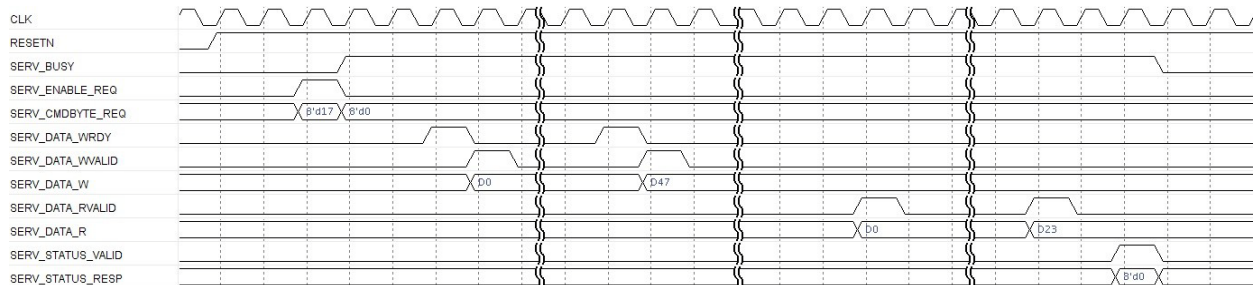 CLK
RESETN
SERV_BUSY
SERV_ENABLE_REQ
SERV_CMDBYTE_REQ 8'd17 8'd0
SERV_DATA_WRDY
SERV_DATA_WVALID
SERV_DATA_W D0 D47
SERV_DATA_RVALID
SERV_DATA_R D0 D23
SERV_STATUS_VALID
SERV_STATUS_RESP 8'd0